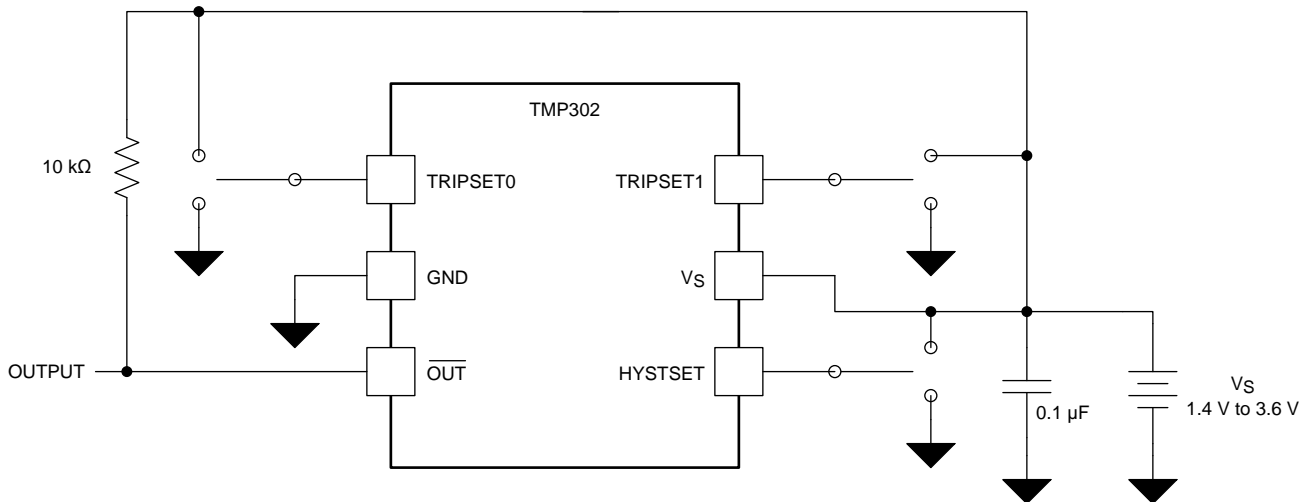 TMP302
10 kΩ
TRIPSET0
TRIPSET1
GND
VS
OUTPUT
OUT
HYSTSET
0.1 µF
VS
1.4 V to 3.6 V